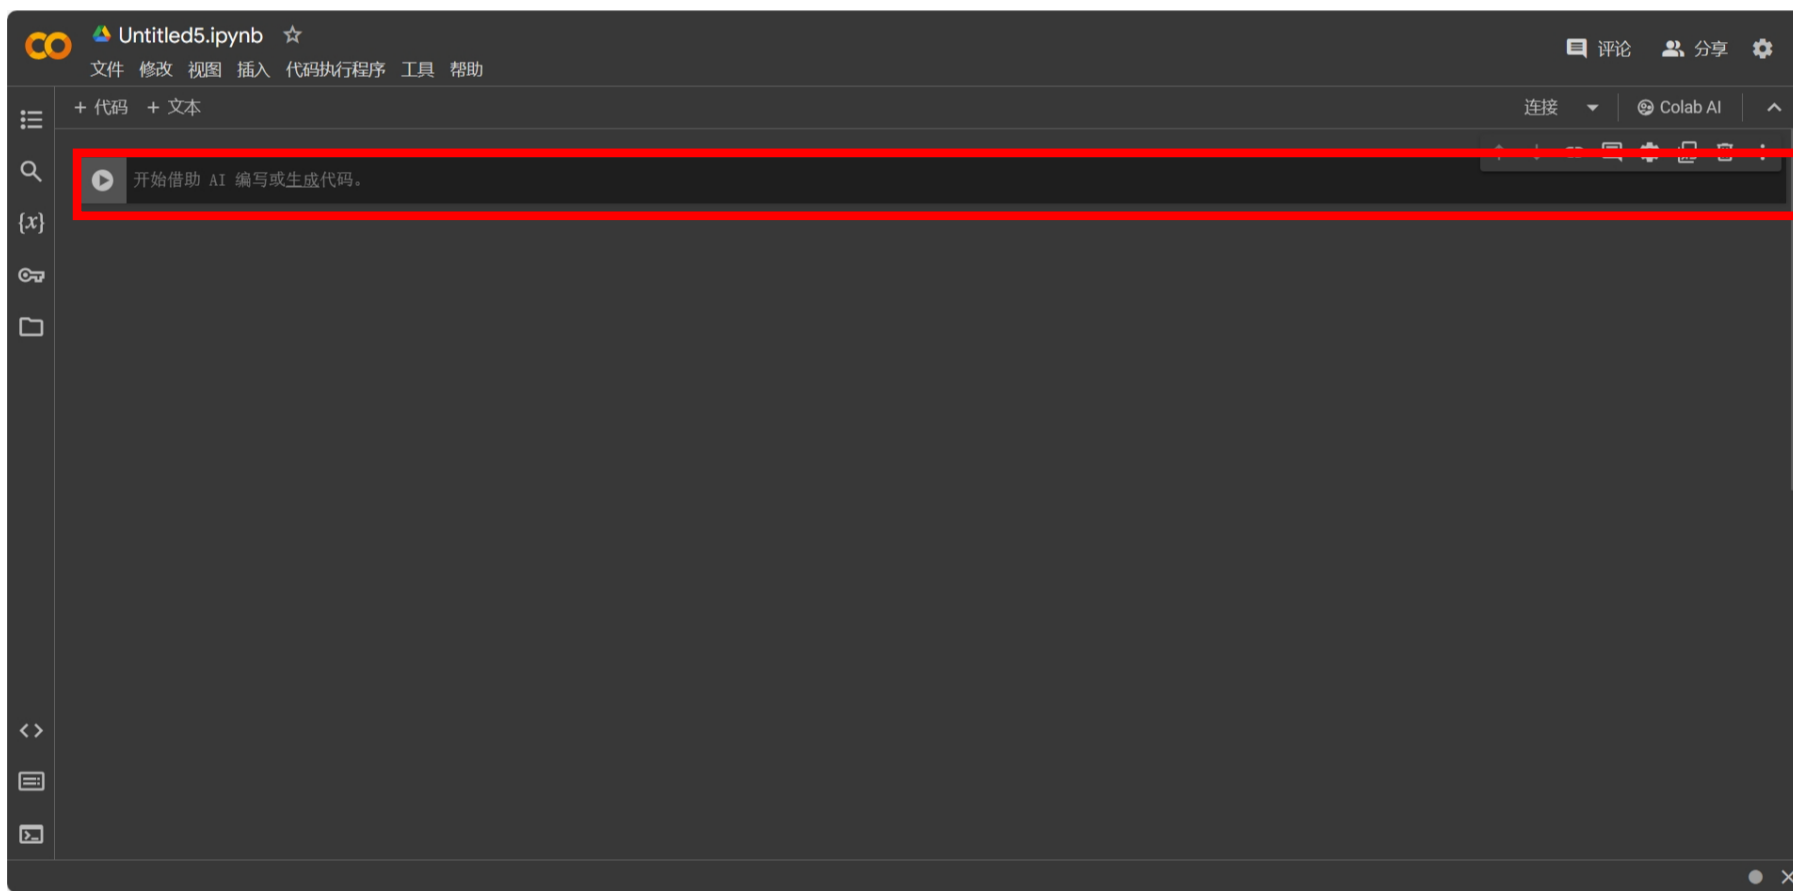 Untitled5.ipynb
评论 分享
文件 修改 视图 插入 代码执行程序 工具 帮助
+ 代码 + 文本
连接 Colab AI
开始借助 AI 编写或生成代码。
{x}